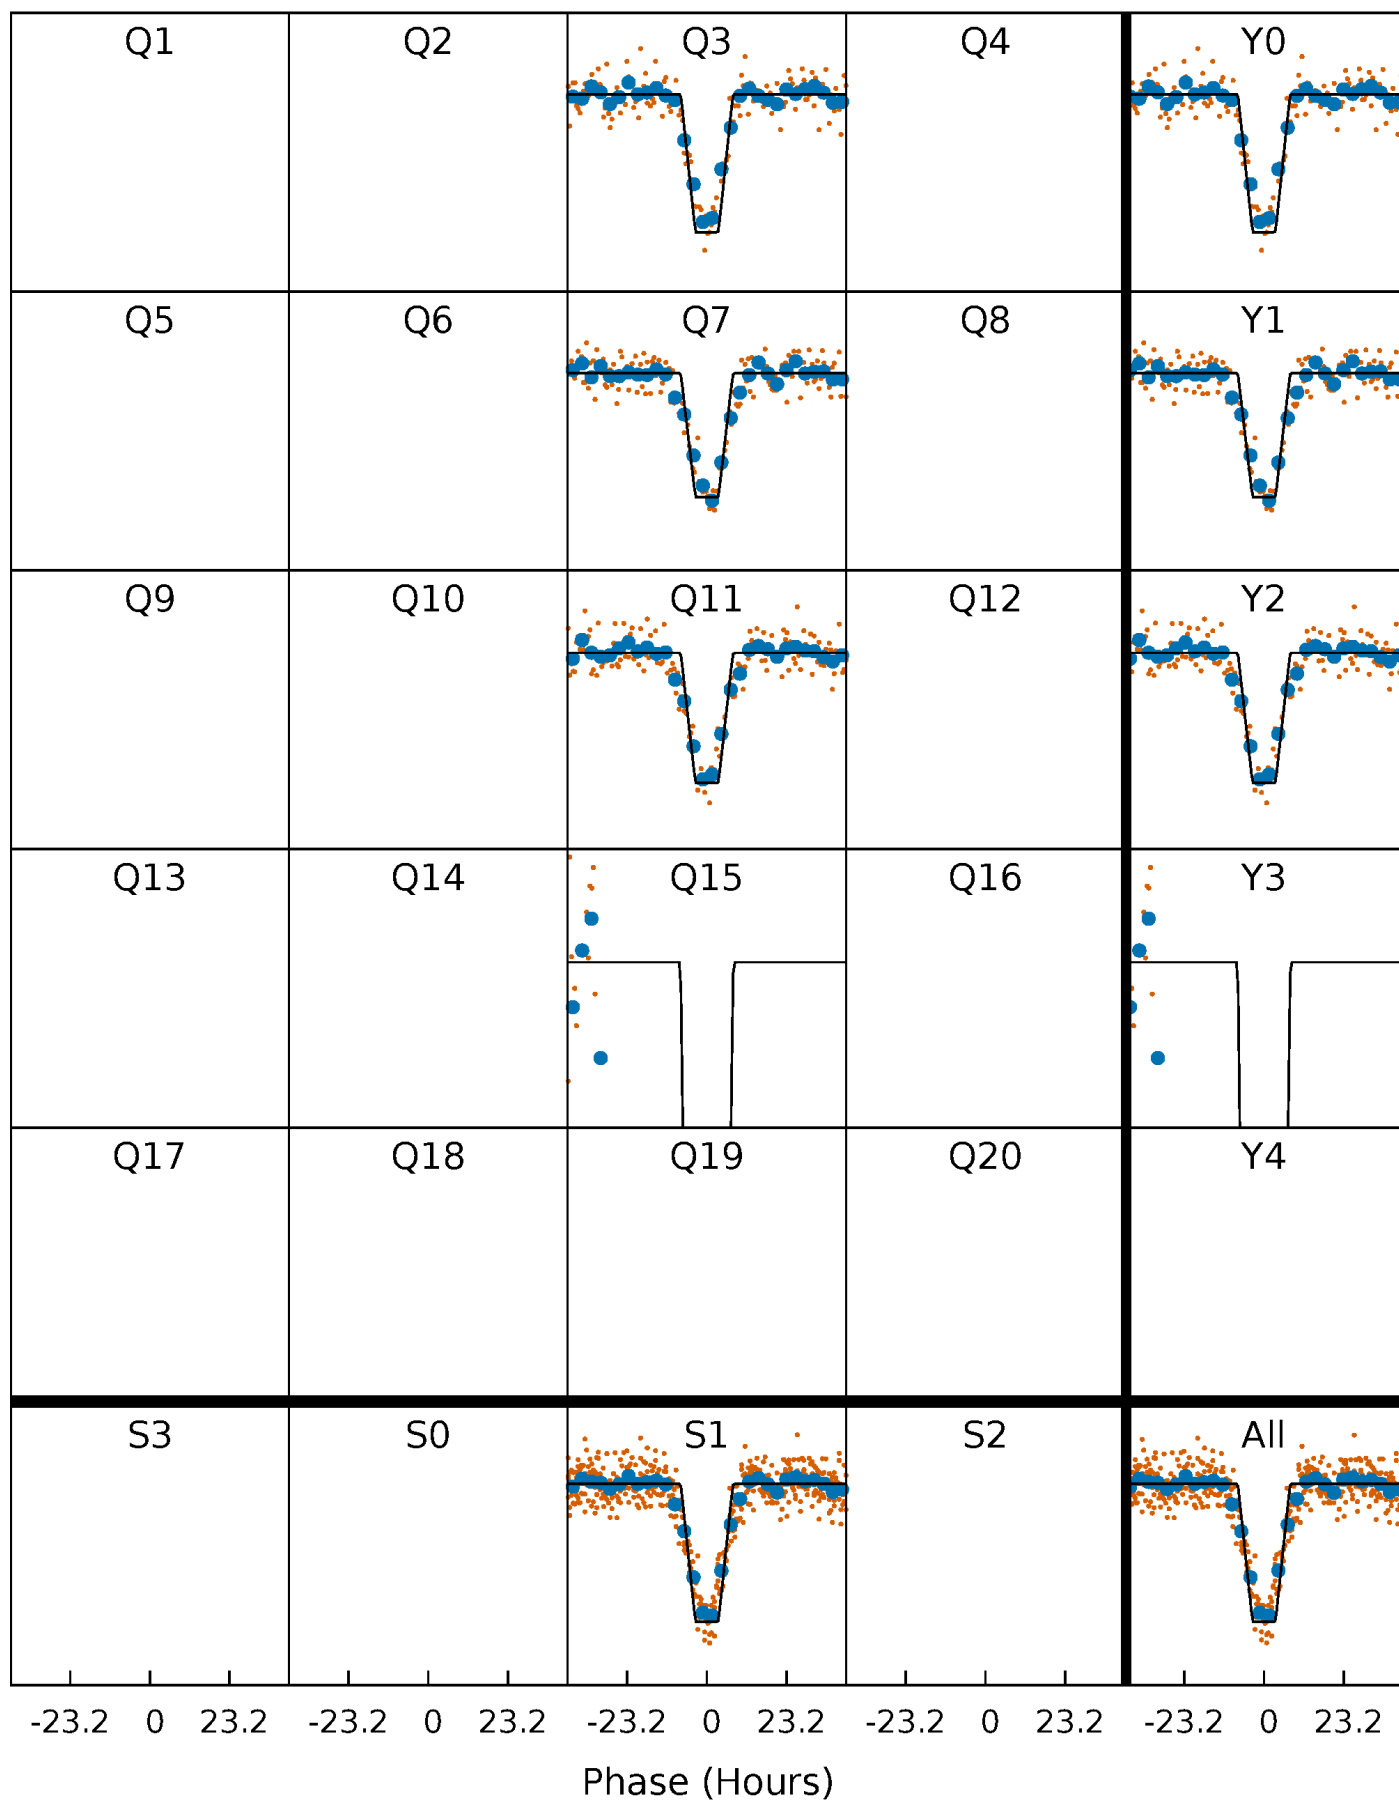 Q1 Q2 Q3 Q4 Y0
Q5 Q6 Q7 Q8 Y1
Q9 Q10 Q11 Q12 Y2
Q13 Q14 Q15 Q16 Y3
Q17 Q18 Q19 Q20 Y4
S3 S0 S1 S2 All
-23.2 0 23.2 -23.2 0 23.2 -23.2 0 23.2 -23.2 0 23.2 -23.2 0 23.2
Phase (Hours)